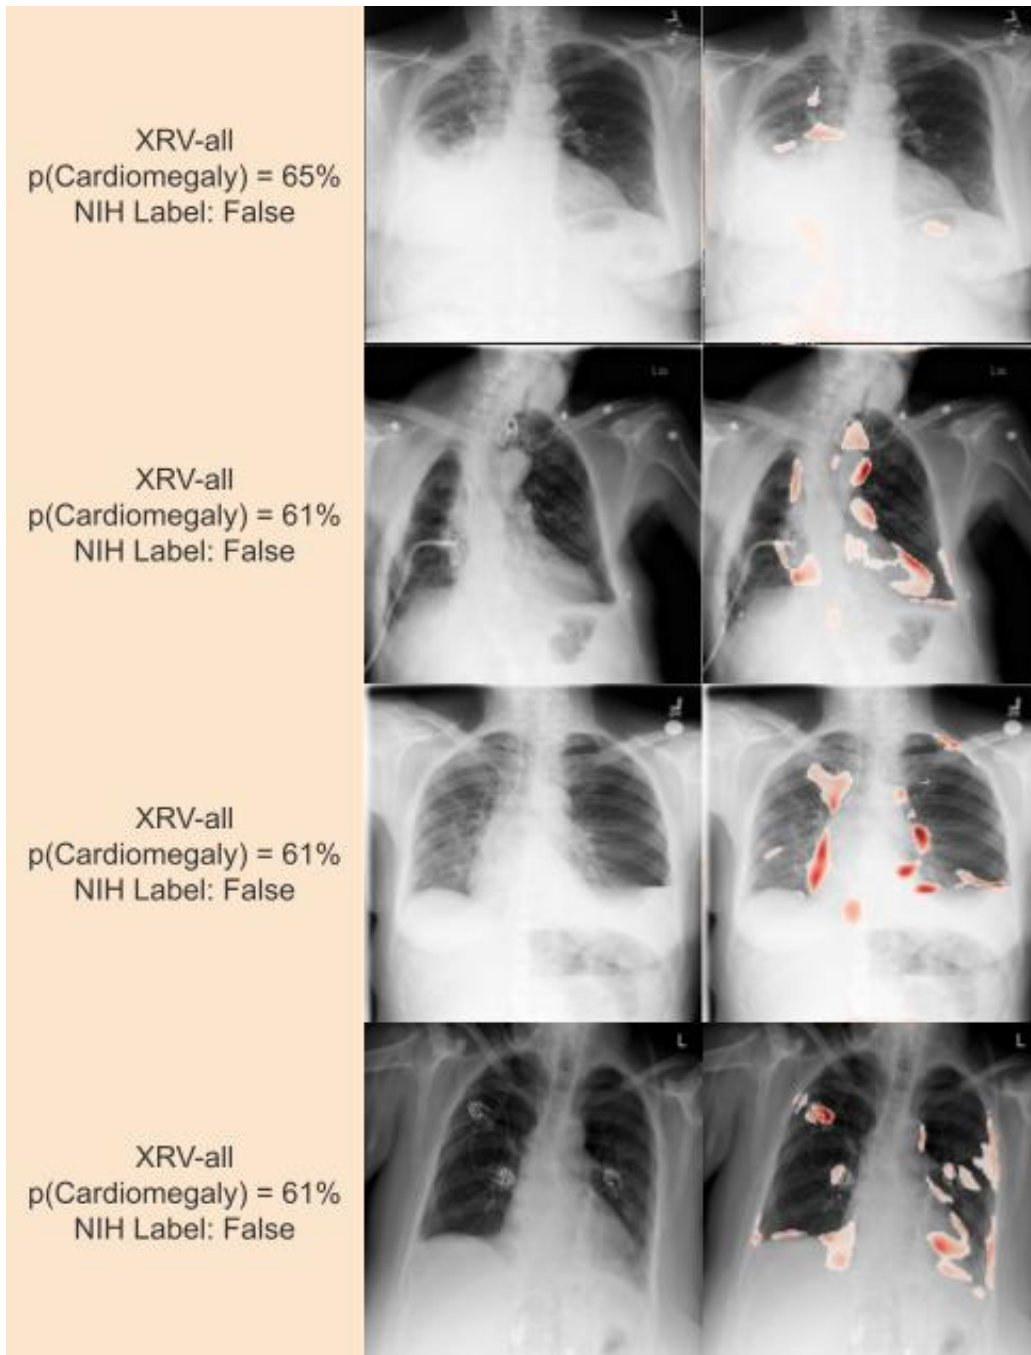 XRV-all
p(Cardiomegaly) = 65%
NIH Label: False
XRV-all
p(Cardiomegaly) = 61%
NIH Label: False
XRV-all
p(Cardiomegaly) = 61%
NIH Label: False
XRV-all
p(Cardiomegaly) = 61%
NIH Label: False